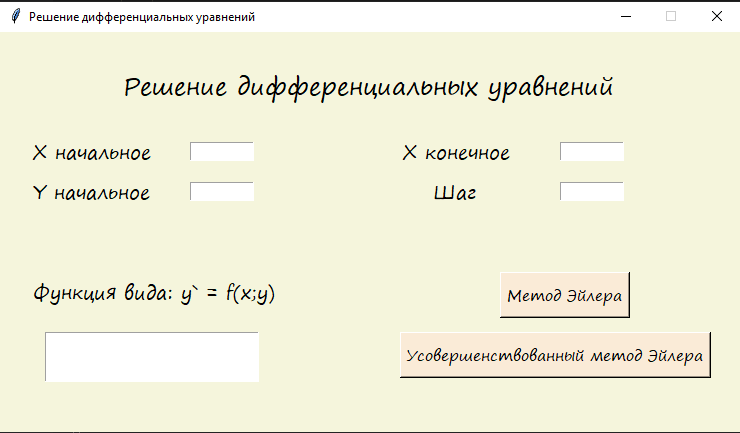 Решение дифференциальных уравнений
Решение дифференциальных уравнений
X начальное
X конечное
Y начальное
Шаг
Функция вида: y` = f(x;y)
Метод Эйлера
Усовершенствованный метод Эйлера